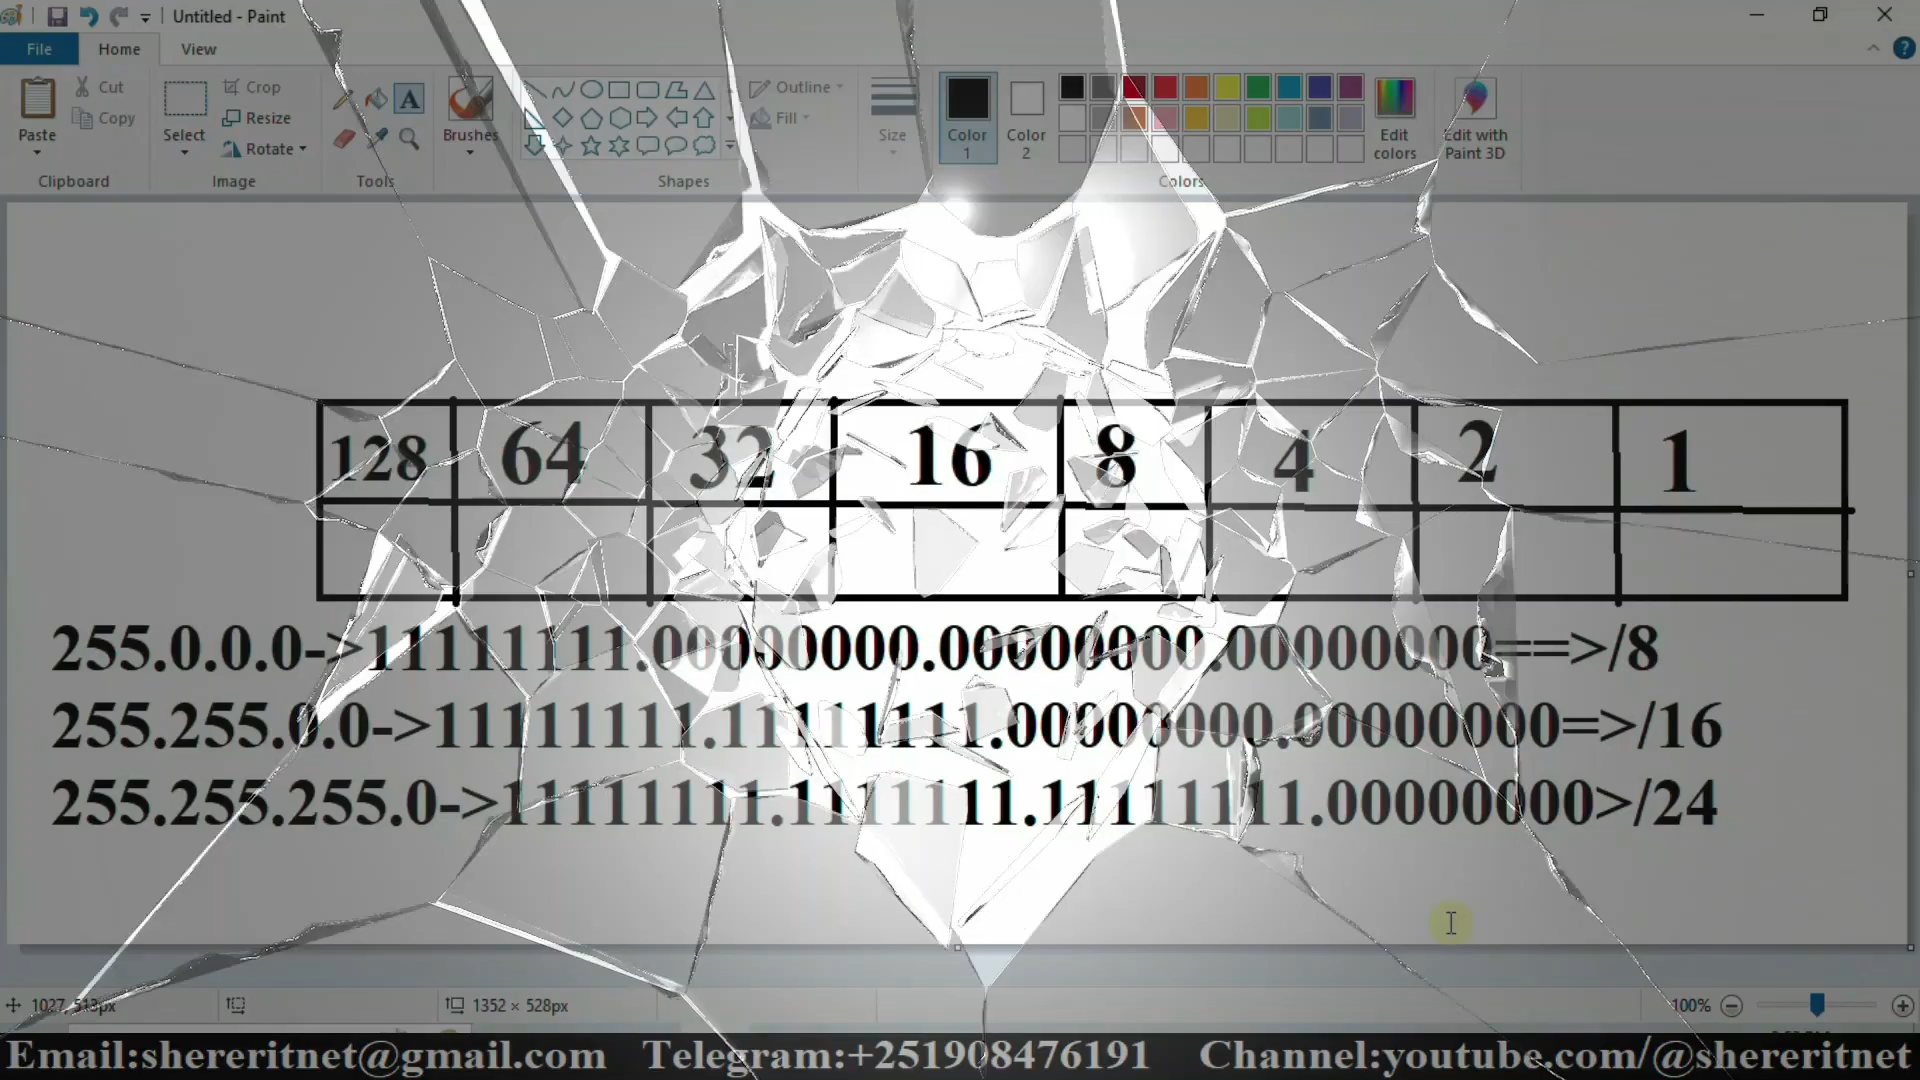 Untitled - Paint
File Home View
Paste
Cut
Copy
Clipboard
Select
Crop
Resize
Rotate
Image
A
Tools
Brushes
Shapes
Outline
Fill
Size
Color 1
Color 2
Edit colors
Edit with Paint 3D
Colors
128 64 32 16 8 4 2 1
255.0.0.0->11111111.00000000.00000000.00000000==>/8
255.255.0.0->11111111.11111111.00000000.00000000=>/16
255.255.255.0->11111111.11111111.11111111.00000000>/24
1027, 513px
1352 × 528px
100%
Email:shereritnet@gmail.com Telegram:+251908476191 Channel:youtube.com/@shereritnet